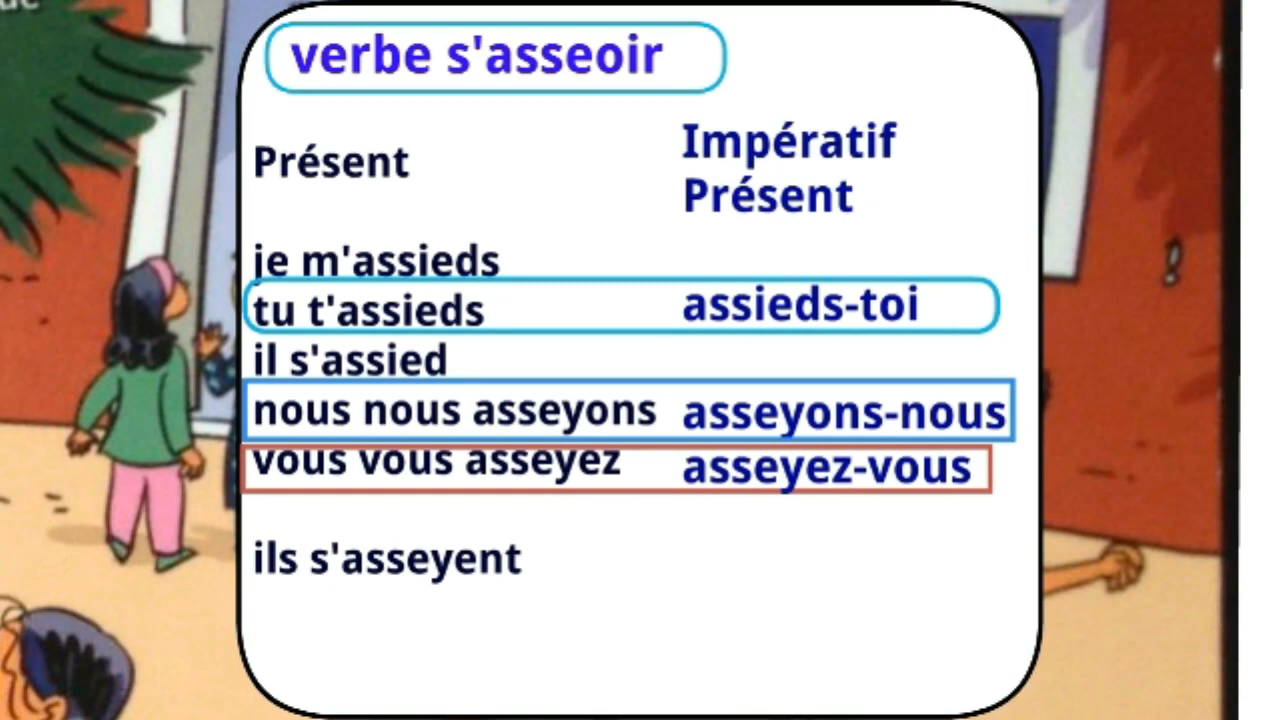 verbe s'asseoir
Présent
Impératif
Présent
je m'assieds
tu t'assieds assieds-toi
il s'assied
nous nous asseyons asseyons-nous
vous vous asseyez asseyez-vous
ils s'asseyent